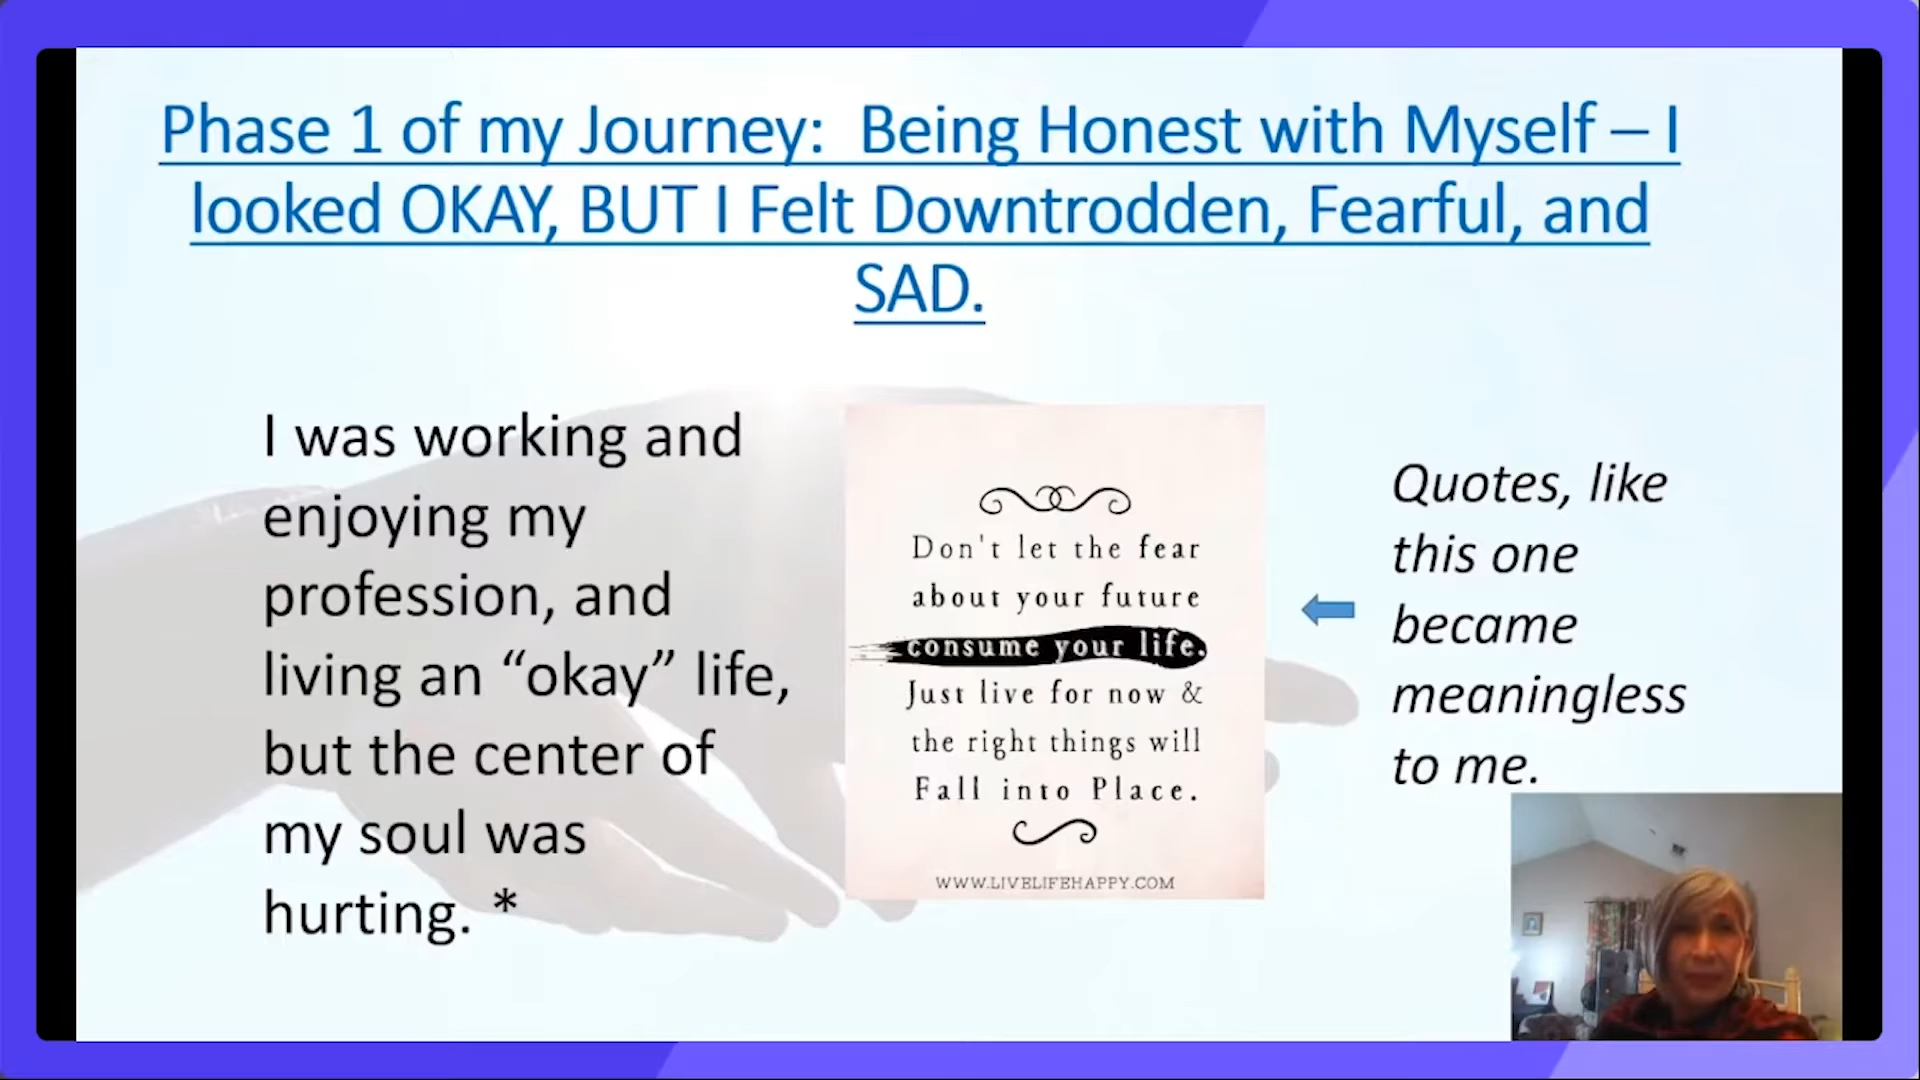 Phase 1 of my Journey:  Being Honest with Myself – I
looked OKAY, BUT I Felt Downtrodden, Fearful, and
SAD.
I was working and
enjoying my
profession, and
living an “okay” life,
but the center of
my soul was
hurting. *
Don't let the fear
about your future
consume your life.
Just live for now &
the right things will
Fall into Place.
WWW.LIVELIFEHAPPY.COM
Quotes, like
this one
became
meaningless
to me.